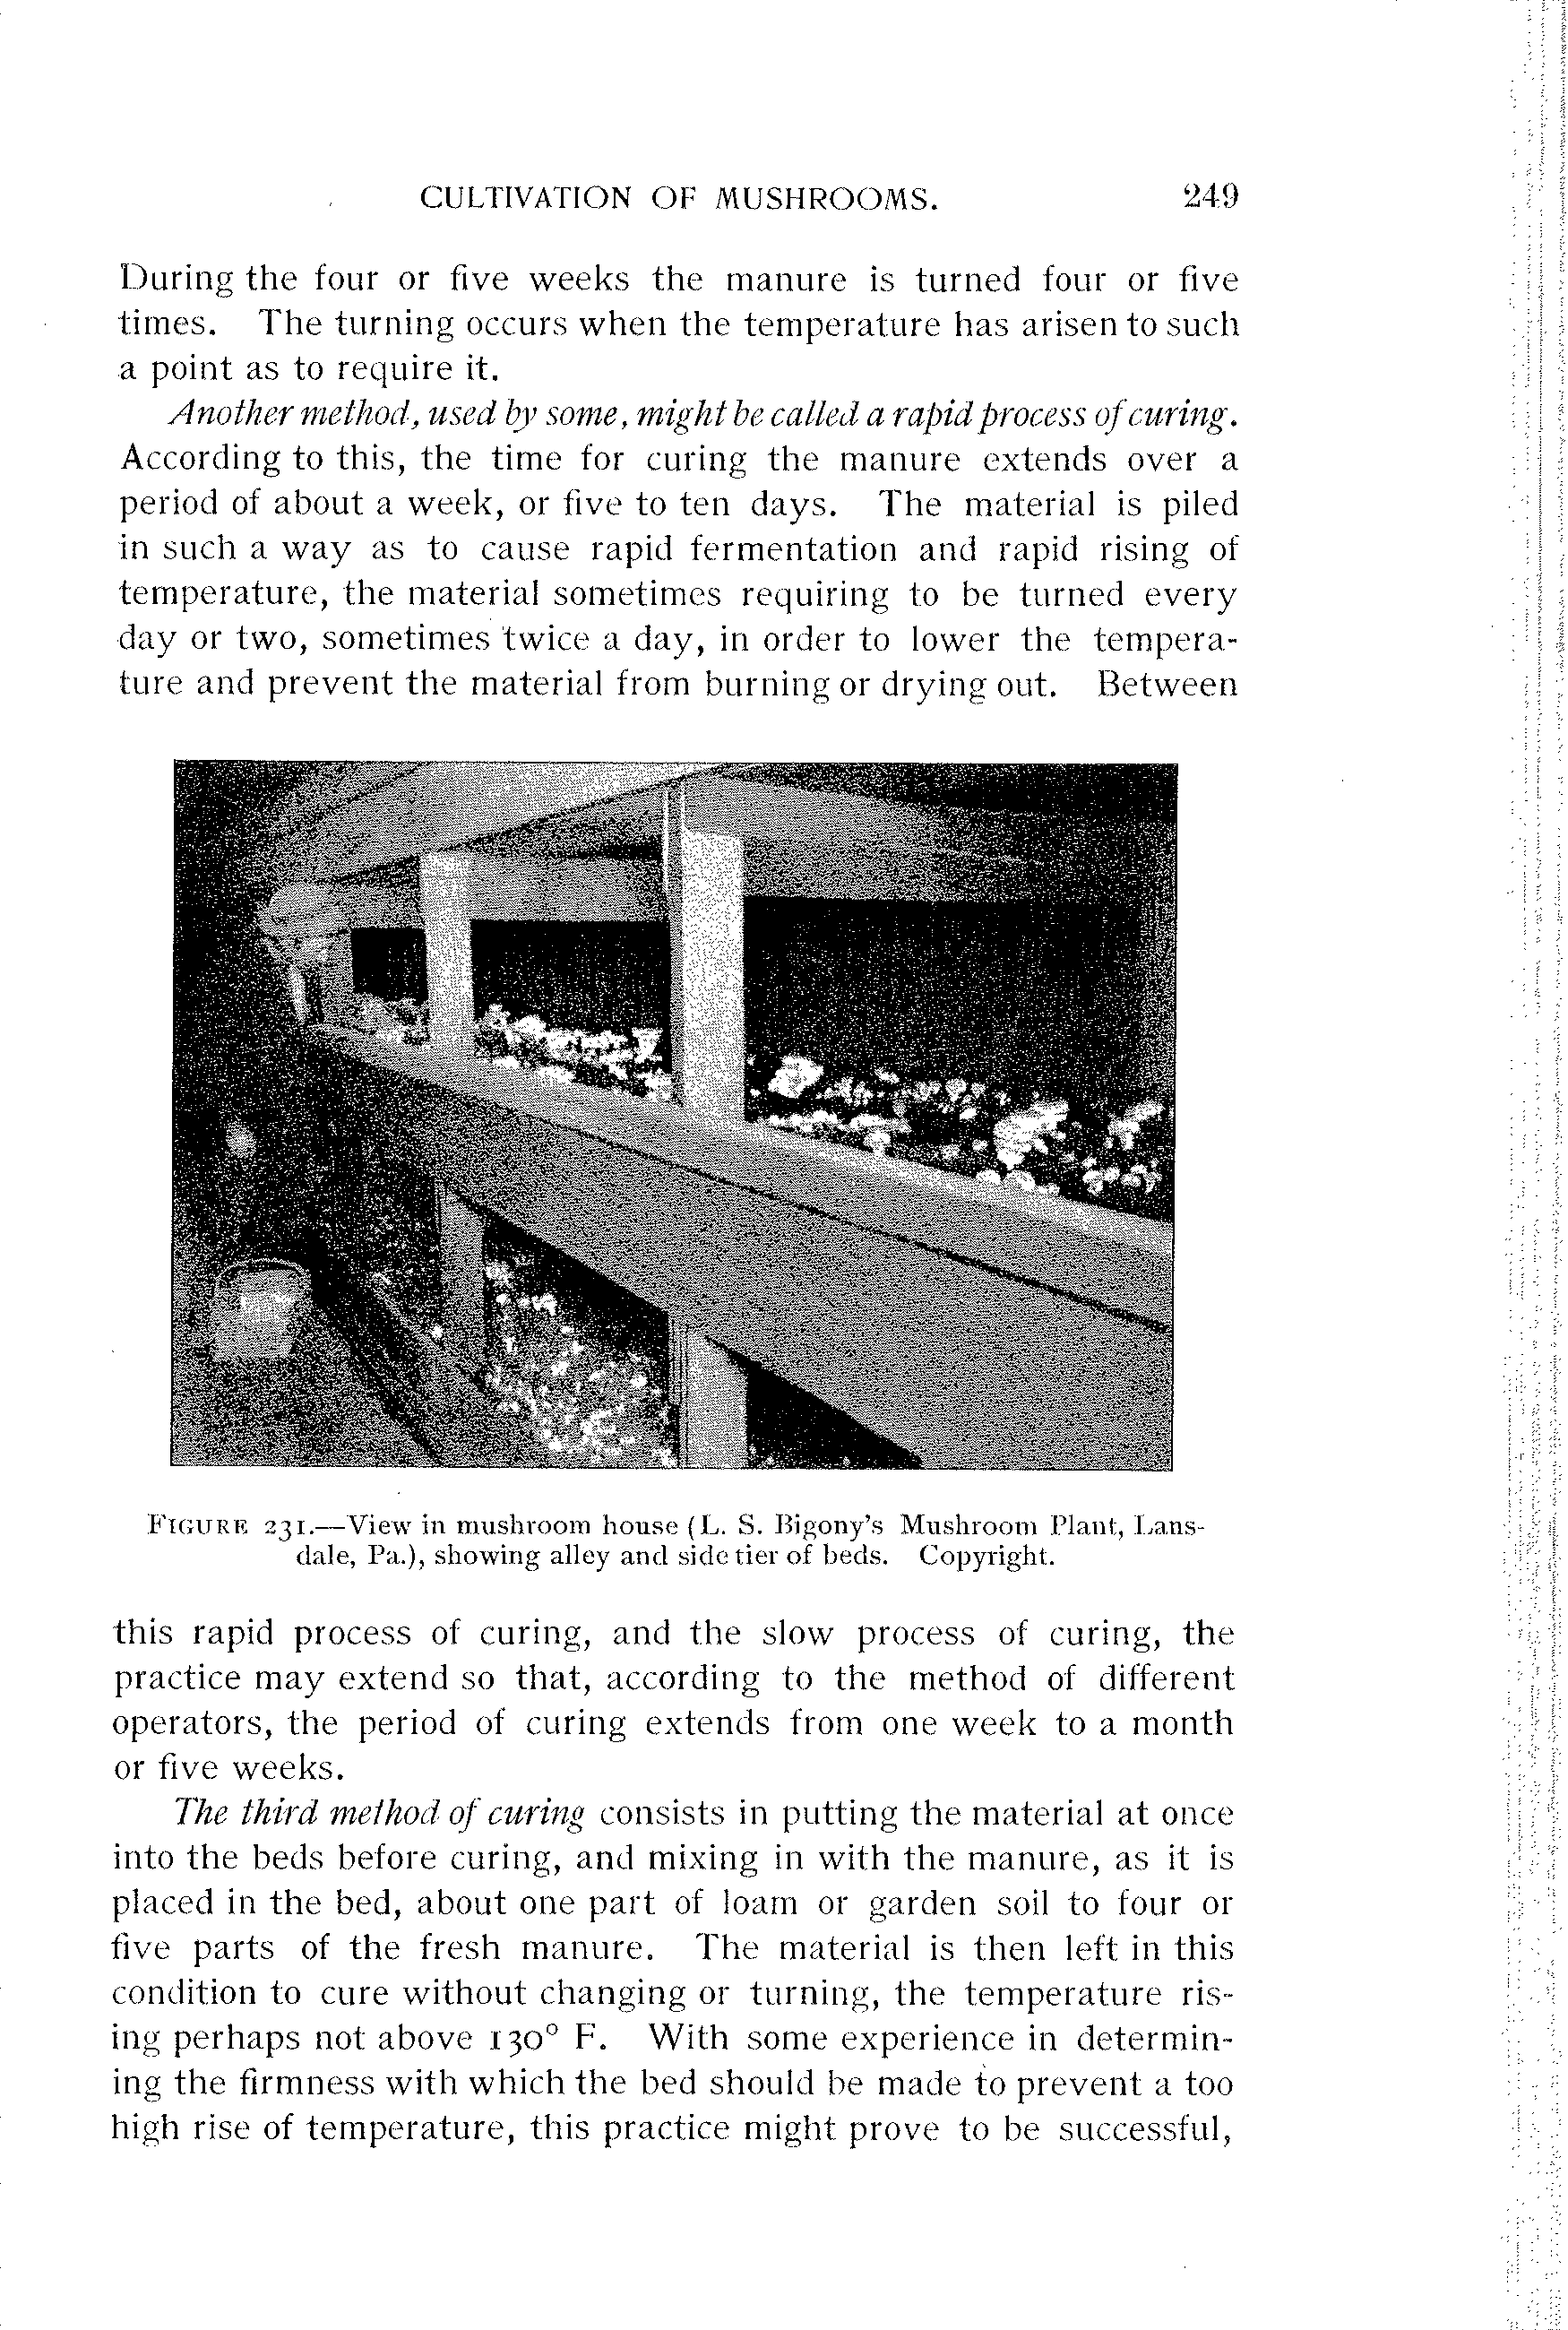 CULTIVATION OF MUSHROOMS. 249
During the four or five weeks the manure is turned four or five
times. The turning occurs when the temperature has arisen to such
a point as to require it.
Another method, used by some, might be called a rapid process of curing.
According to this, the time for curing the manure extends over a
period of about a week, or five to ten days. The material is piled
in such a way as to cause rapid fermentation and rapid rising of
temperature, the material sometimes requiring to be turned every
day or two, sometimes twice a day, in order to lower the tempera-
ture and prevent the material from burning or drying out. Between
FIGURE 231.—View in mushroom house (L. S. Bigony's Mushroom Plant, Lans-
dale, Pa.), showing alley and side tier of beds. Copyright.
this rapid process of curing, and the slow process of curing, the
practice may extend so that, according to the method of different
operators, the period of curing extends from one week to a month
or five weeks.
The third method of curing consists in putting the material at once
into the beds before curing, and mixing in with the manure, as it is
placed in the bed, about one part of loam or garden soil to four or
five parts of the fresh manure. The material is then left in this
condition to cure without changing or turning, the temperature ris-
ing perhaps not above 130° F. With some experience in determin-
ing the firmness with which the bed should be made to prevent a too
high rise of temperature, this practice might prove to be successful,